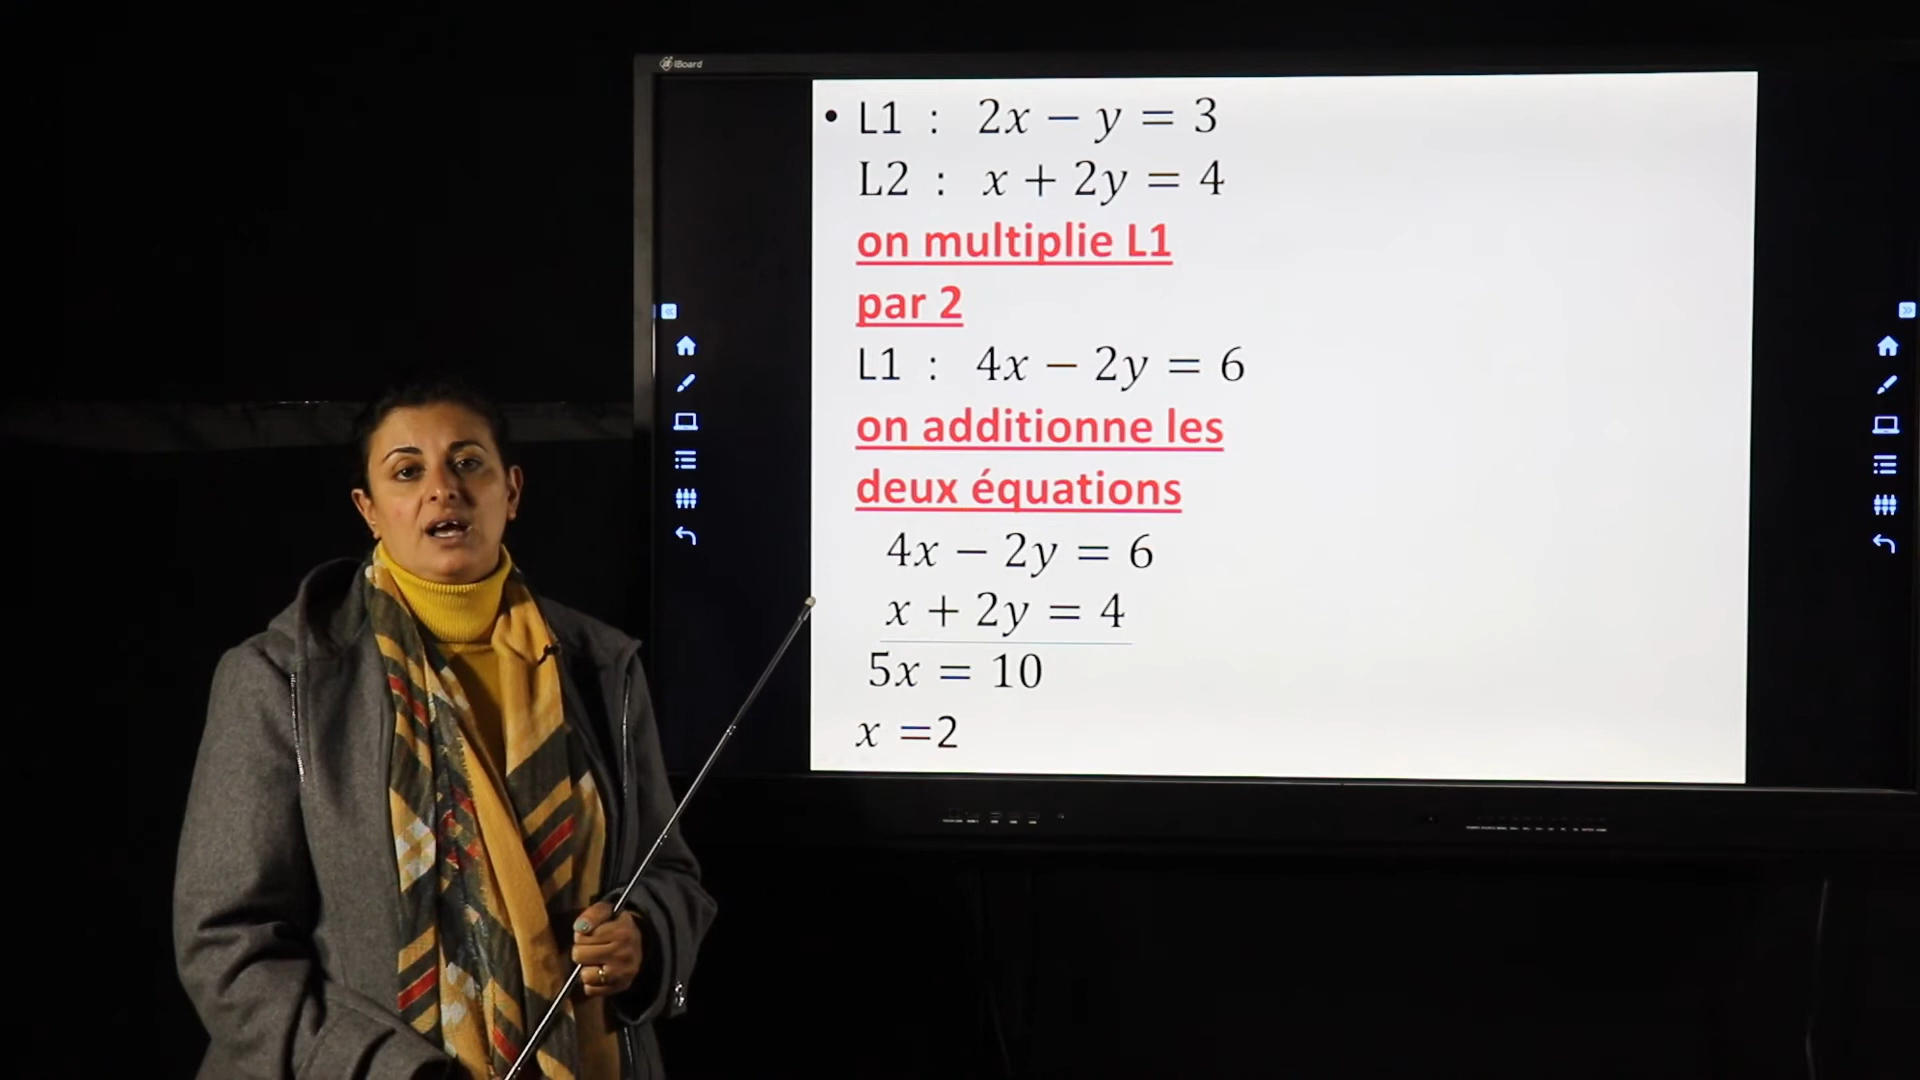 iBoard
• L1 : 2x − y = 3
L2 : x + 2y = 4
on multiplie L1
par 2
L1 : 4x − 2y = 6
on additionne les
deux équations
4x − 2y = 6
x + 2y = 4
5x = 10
x =2